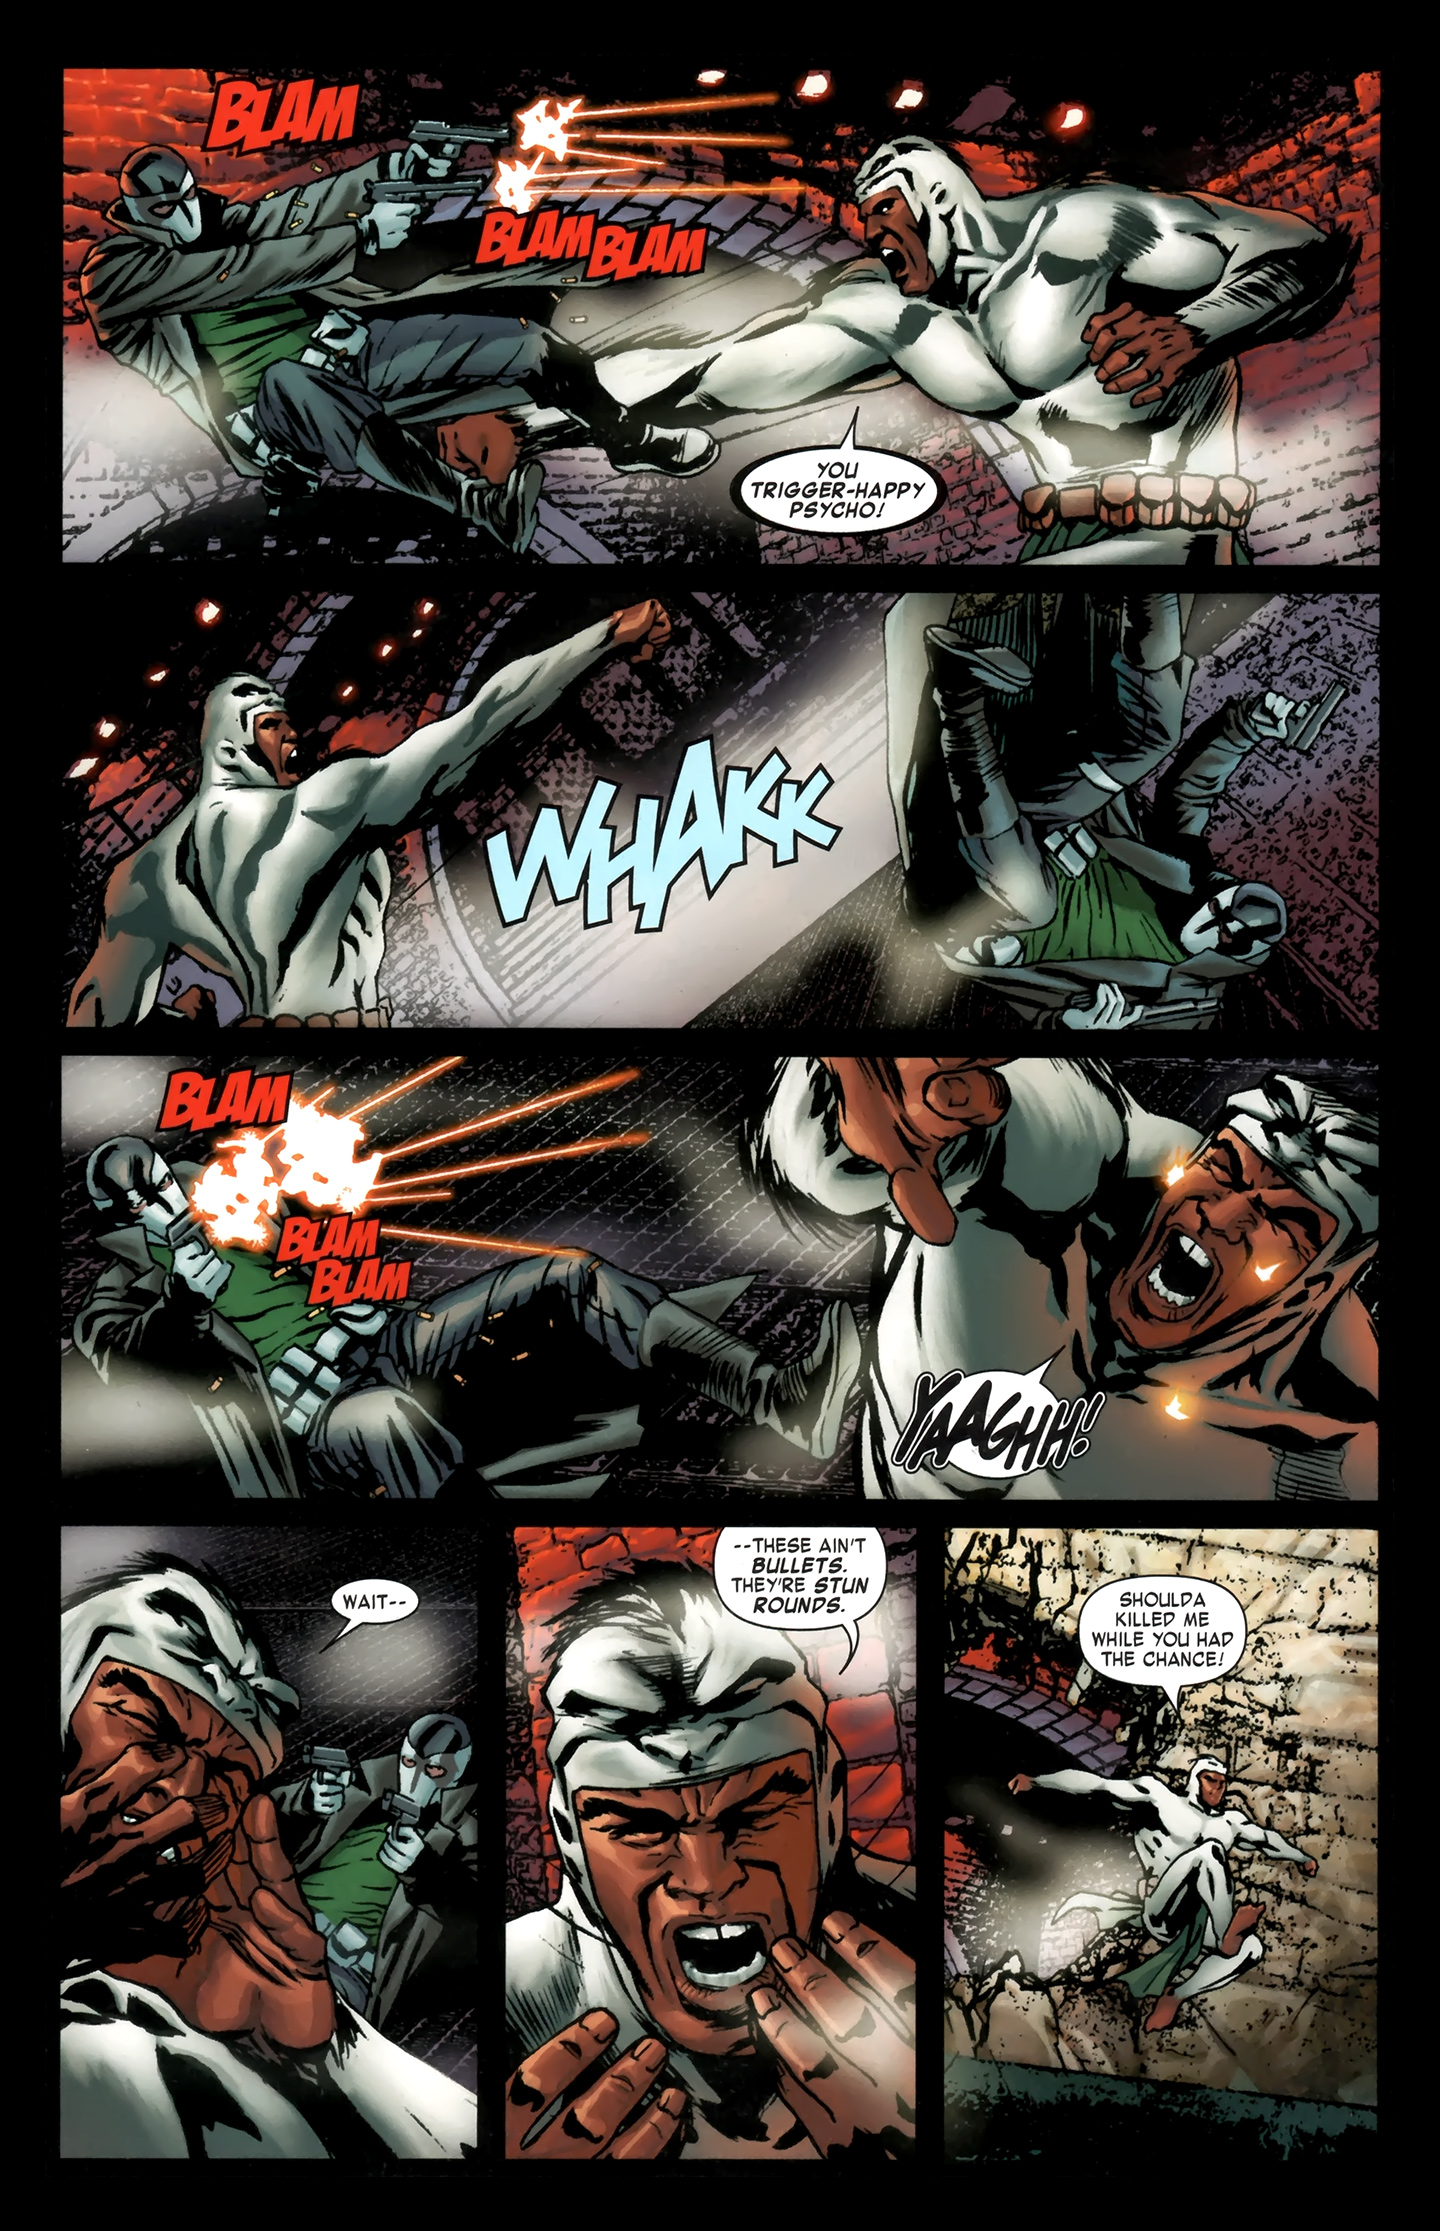 BLAM
BLAM BLAM
YOU
TRIGGER-HAPPY
PSYCHO!
WHAKK
BLAM
BLAM
BLAM
YAAGHH!
WAIT--
--THESE AIN'T
BULLETS.
THEY'RE STUN
ROUNDS.
SHOULDA
KILLED ME
WHILE YOU HAD
THE CHANCE!